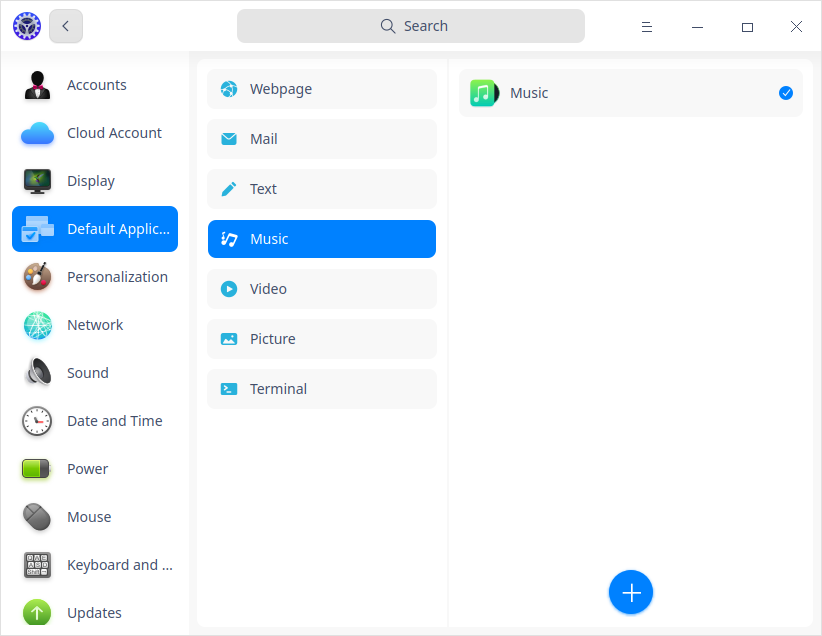 Search
Accounts
Cloud Account
Display
Default Applic...
Personalization
Network
Sound
Date and Time
Power
Mouse
Keyboard and ...
Updates
Webpage
Mail
Text
Music
Video
Picture
Terminal
Music